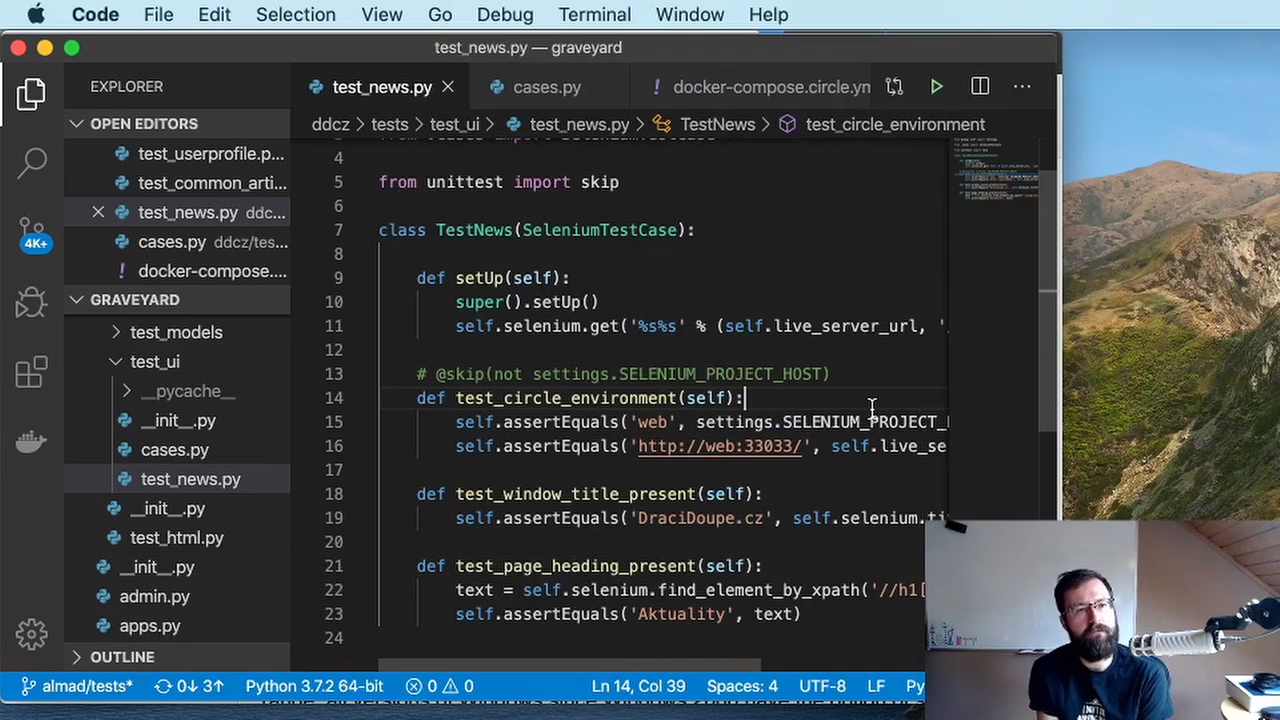 Code File Edit Selection View Go Debug Terminal Window Help
test_news.py — graveyard
EXPLORER
test_news.py
cases.py
! docker-compose.circle.ym
OPEN EDITORS
ddcz > tests > test_ui > test_news.py > TestNews > test_circle_environment
test_userprofile.p...
test_common_arti...
test_news.py ddc...
cases.py ddcz/tes...
! docker-compose....
4K+
GRAVEYARD
test_models
test_ui
__pycache__
__init__.py
cases.py
test_news.py
__init__.py
test_html.py
__init__.py
admin.py
apps.py
OUTLINE
4
5 from unittest import skip
6
7 class TestNews(SeleniumTestCase):
8
9 def setUp(self):
10 super().setUp()
11 self.selenium.get('%s%s' % (self.live_server_url, '
12
13 # @skip(not settings.SELENIUM_PROJECT_HOST)
14 def test_circle_environment(self):
15 self.assertEquals('web', settings.SELENIUM_PROJECT_
16 self.assertEquals('http://web:33033/', self.live_se
17
18 def test_window_title_present(self):
19 self.assertEquals('DraciDoupe.cz', self.selenium.ti
20
21 def test_page_heading_present(self):
22 text = self.selenium.find_element_by_xpath('//h1[
23 self.assertEquals('Aktuality', text)
24
almad/tests* 0↓ 3↑ Python 3.7.2 64-bit 0 0 Ln 14, Col 39 Spaces: 4 UTF-8 LF Py